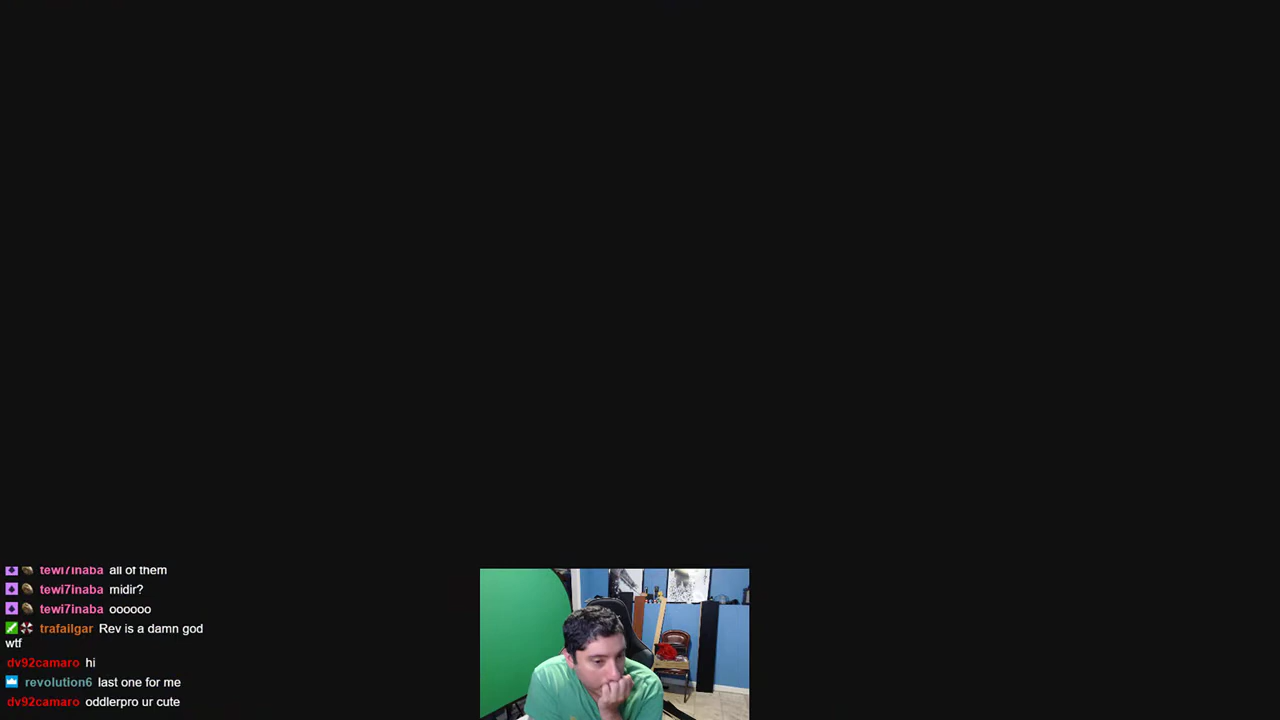 tewi7inaba all of them
tewi7inaba midir?
tewi7inaba oooooo
trafailgar Rev is a damn god
wtf
dv92camaro hi
revolution6 last one for me
dv92camaro oddlerpro ur cute